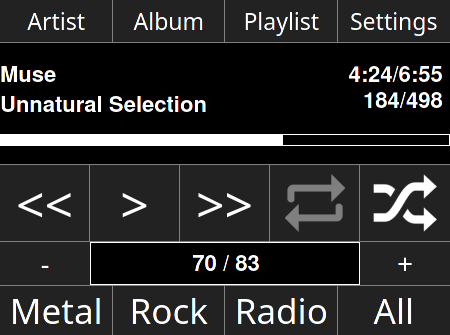 Artist Album Playlist Settings
Muse 4:24/6:55
Unnatural Selection 184/498
<< > >>
- 70 / 83 +
Metal Rock Radio All